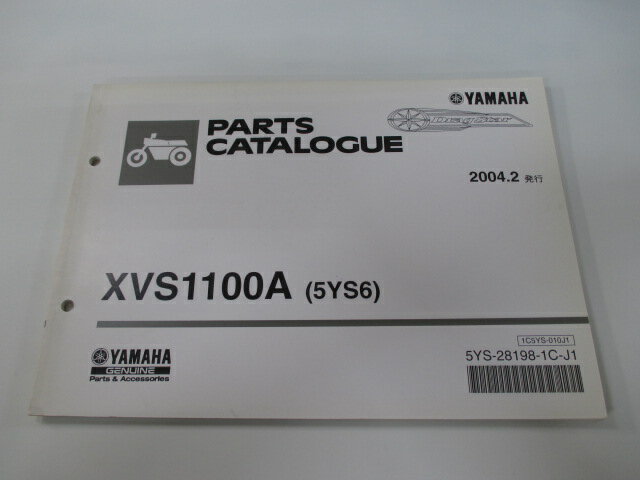 YAMAHA
DragStar
PARTS
CATALOGUE
2004.2 発行
XVS1100A (5YS6)
1C5YS-010J1
5YS-28198-1C-J1
YAMAHA
GENUINE
Parts & Accessories